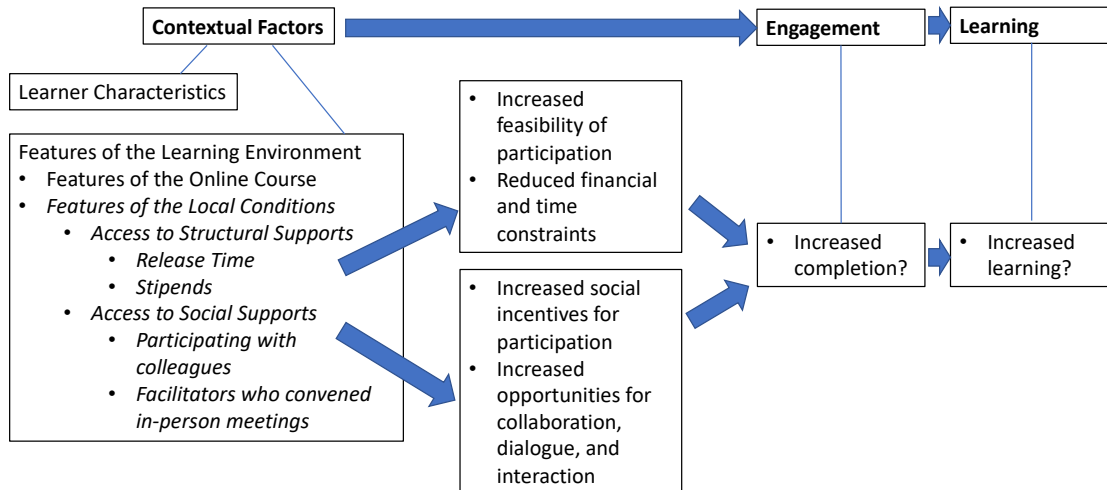 Contextual Factors
Engagement
Learning
Learner Characteristics
Features of the Learning Environment
• Features of the Online Course
• Features of the Local Conditions
• Access to Structural Supports
• Release Time
• Stipends
• Access to Social Supports
• Participating with
colleagues
• Facilitators who convened
in-person meetings
• Increased
feasibility of
participation
• Reduced financial
and time
constraints
• Increased social
incentives for
participation
• Increased
opportunities for
collaboration,
dialogue, and
interaction
• Increased
completion?
• Increased
learning?